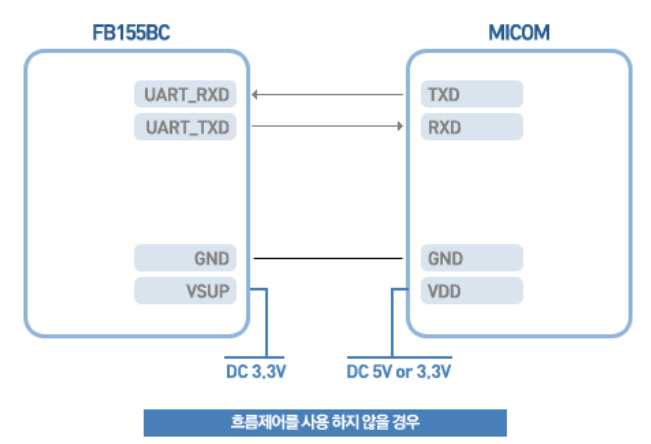 FB155BC MICOM
UART_RXD TXD
UART_TXD RXD
GND GND
VSUP VDD
DC 3.3V DC 5V or 3.3V
흐름제어를 사용 하지 않을 경우